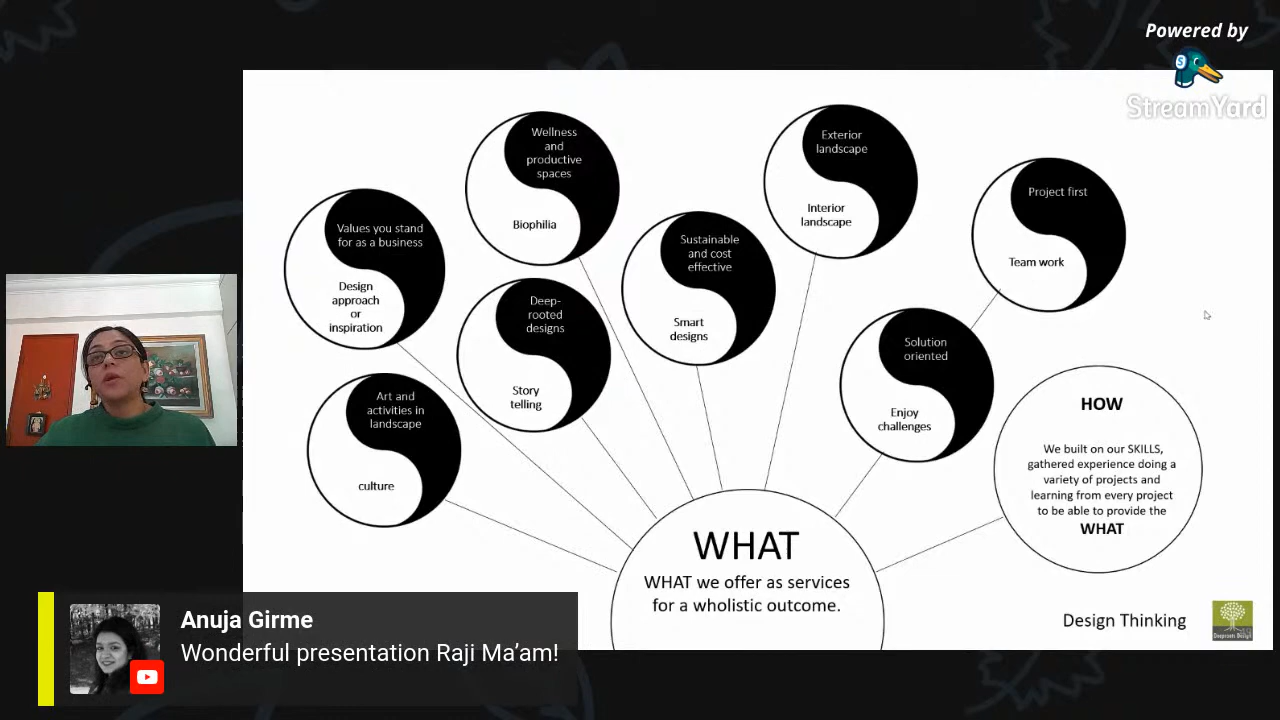 Powered by
StreamYard
Wellness
and
productive
spaces
Biophilia
Exterior
landscape
Interior
landscape
Project first
Team work
Values you stand
for as a business
Design
approach
or
inspiration
Sustainable
and cost
effective
Smart
designs
Deep-
rooted
designs
Story
telling
Solution
oriented
Enjoy
challenges
Art and
activities in
landscape
culture
HOW
We built on our SKILLS,
gathered experience doing a
variety of projects and
learning from every project
to be able to provide the
WHAT
WHAT
WHAT we offer as services
for a wholistic outcome.
Design Thinking
Deeproots Design
Anuja Girme
Wonderful presentation Raji Ma’am!